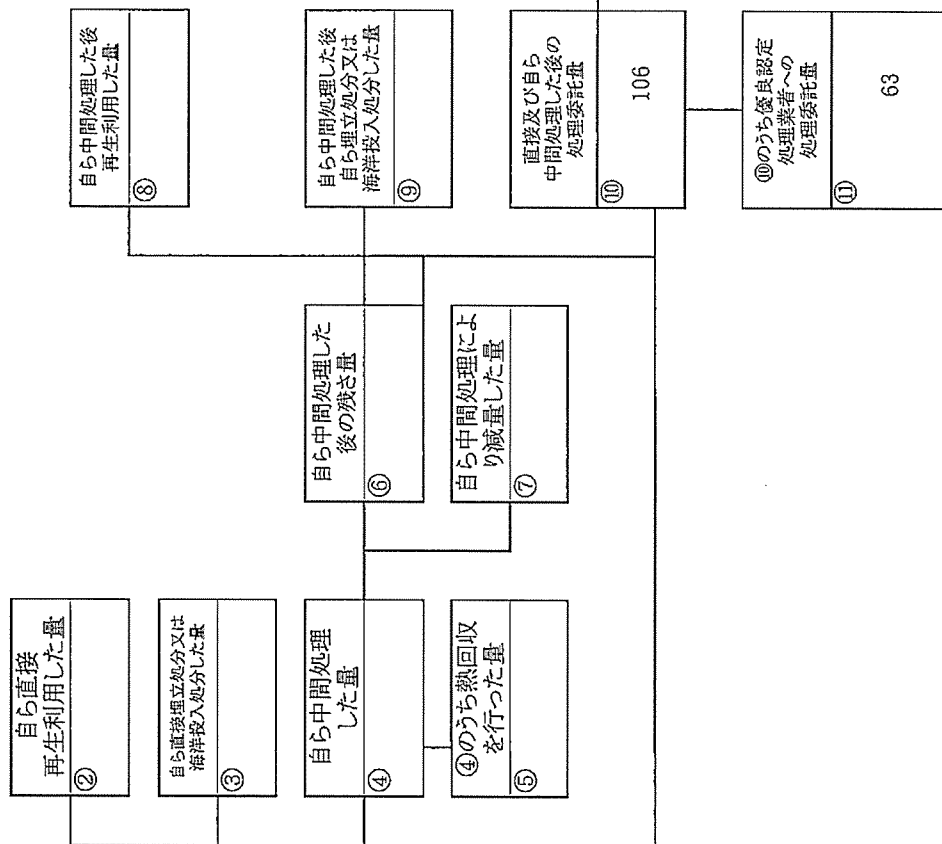 自ら直接
再生利用した量
②
自ら直接埋立処分又は
海洋投入処分した量
③
自ら中間処理
した量
④
④のうち熱回収
を行った量
⑤
自ら中間処理した
後の残さ量
⑥
自ら中間処理によ
り減量した量
⑦
自ら中間処理した後
再生利用した量
⑧
自ら中間処理した後
自ら埋立処分又は
海洋投入処分した量
⑨
直接及び自ら
中間処理した後の
処理委託量
⑩
106
⑩のうち優良認定
処理業者への
処理委託量
⑪
63